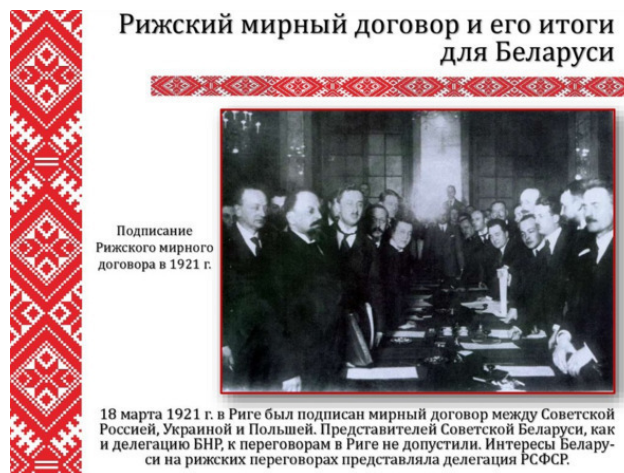 Рижский мирный договор и его итоги
для Беларуси
Подписание
Рижского мирного
договора в 1921 г.
18 марта 1921 г. в Риге был подписан мирный договор между Советской
Россией, Украиной и Польшей. Представителей Советской Беларуси, как
и делегацию БНР, к переговорам в Риге не допустили. Интересы Белару-
си на рижских переговорах представляла делегация РСФСР.